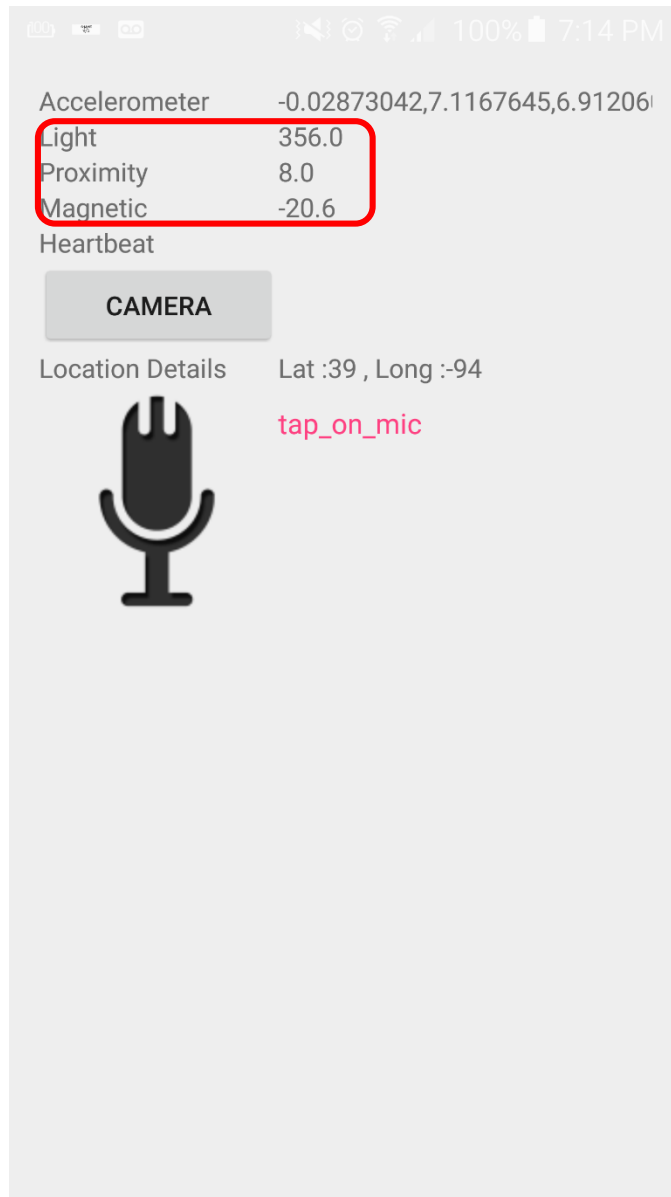 100% 7:14 PM
Accelerometer -0.02873042,7.1167645,6.91206
Light 356.0
Proximity 8.0
Magnetic -20.6
Heartbeat
CAMERA
Location Details Lat :39 , Long :-94
tap_on_mic